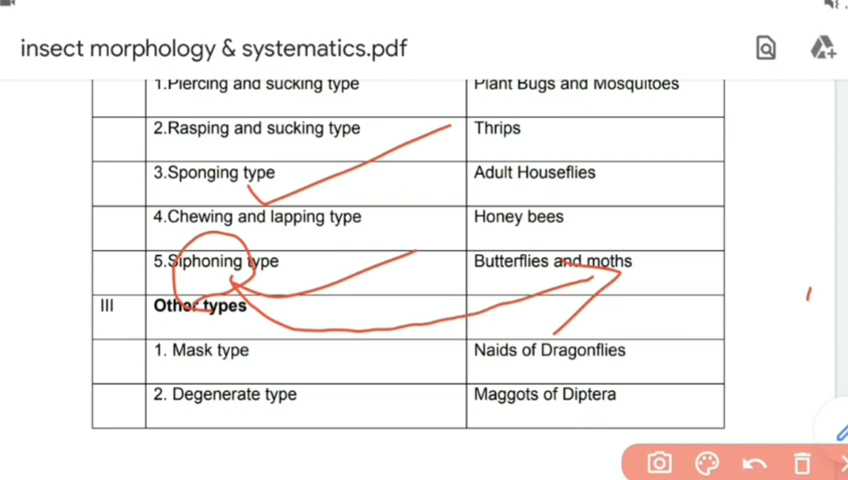 insect morphology & systematics.pdf
1.Piercing and sucking type Plant Bugs and Mosquitoes
2.Rasping and sucking type Thrips
3.Sponging type Adult Houseflies
4.Chewing and lapping type Honey bees
5.Siphoning type Butterflies and moths
III Other types
1. Mask type Naids of Dragonflies
2. Degenerate type Maggots of Diptera